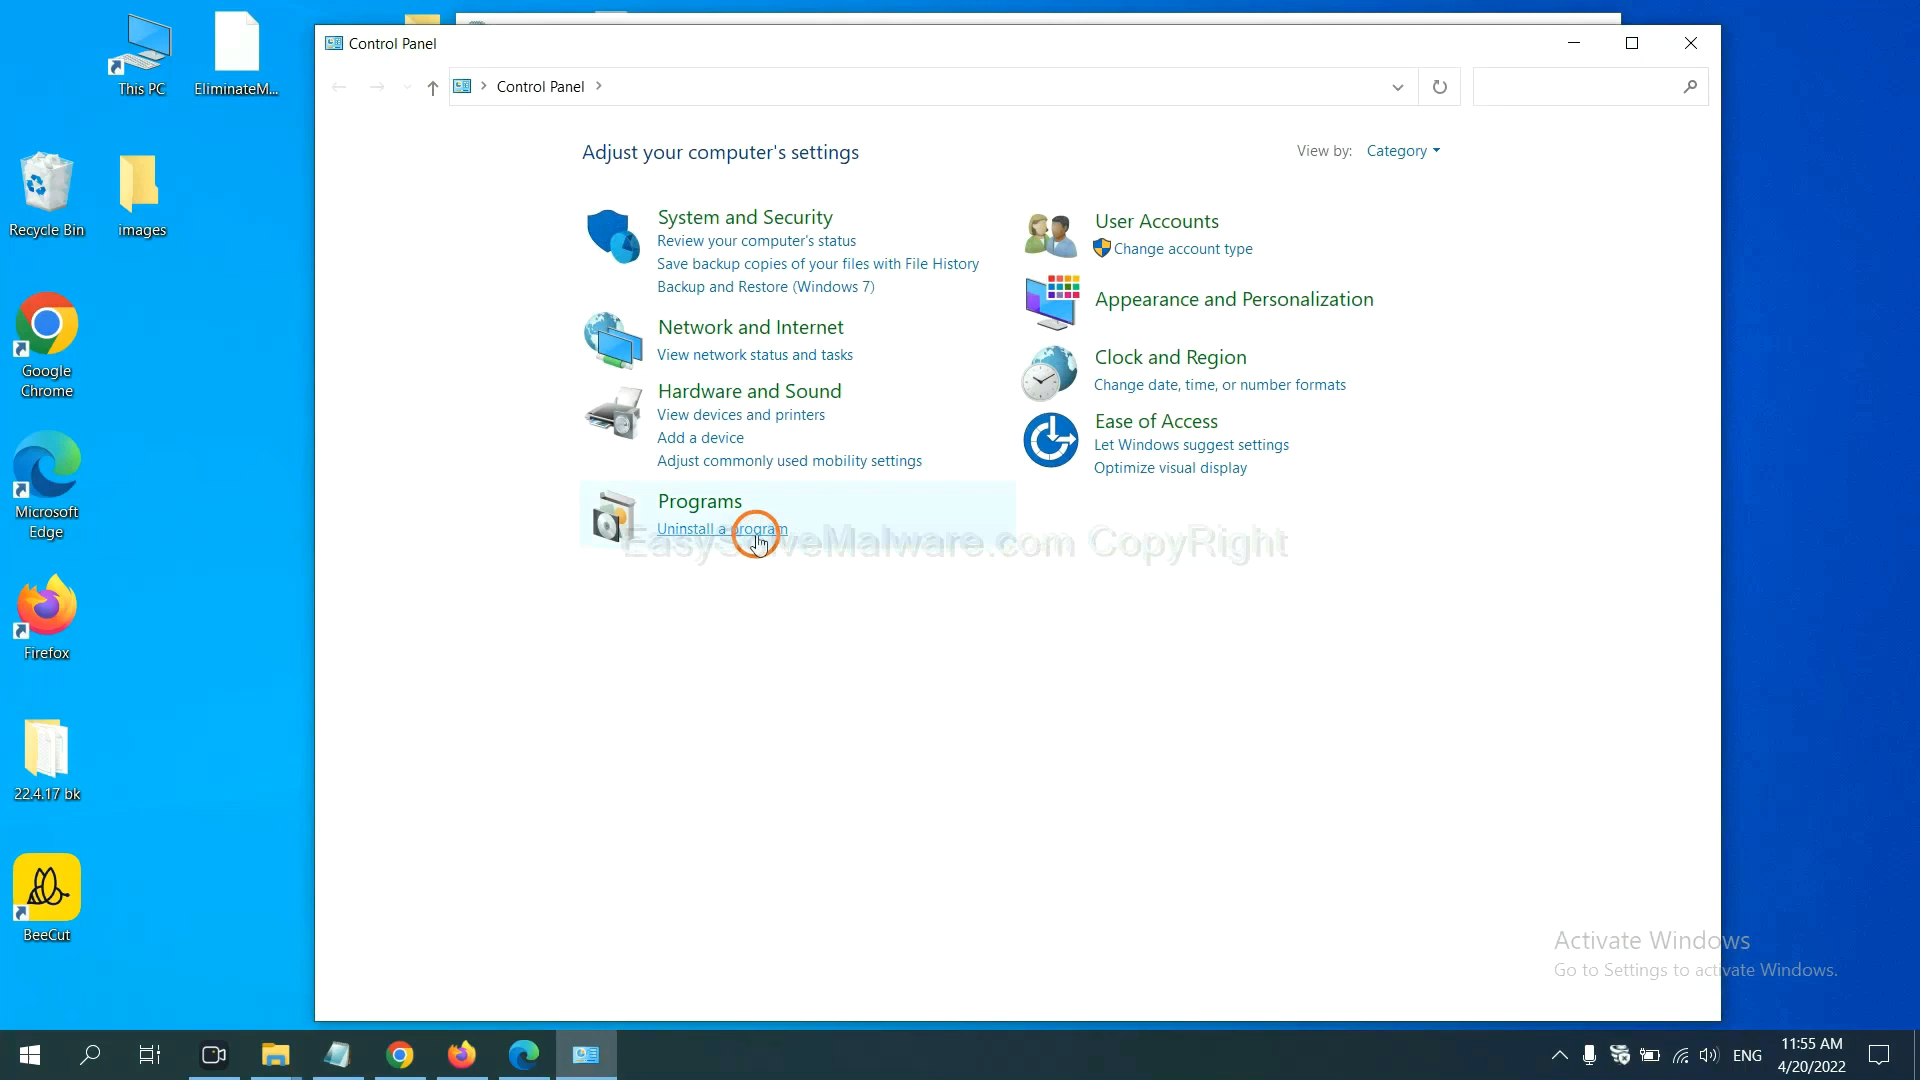 This PC
EliminateM...
Recycle Bin
images
Google
Chrome
Microsoft
Edge
Firefox
22.4.17 bk
BeeCut
Control Panel
Control Panel
Adjust your computer's settings
View by: Category
System and Security
Review your computer's status
Save backup copies of your files with File History
Backup and Restore (Windows 7)
Network and Internet
View network status and tasks
Hardware and Sound
View devices and printers
Add a device
Adjust commonly used mobility settings
Programs
Uninstall a program
User Accounts
Change account type
Appearance and Personalization
Clock and Region
Change date, time, or number formats
Ease of Access
Let Windows suggest settings
Optimize visual display
EasySolveMalware.com CopyRight
Activate Windows
Go to Settings to activate Windows.
ENG
11:55 AM
4/20/2022